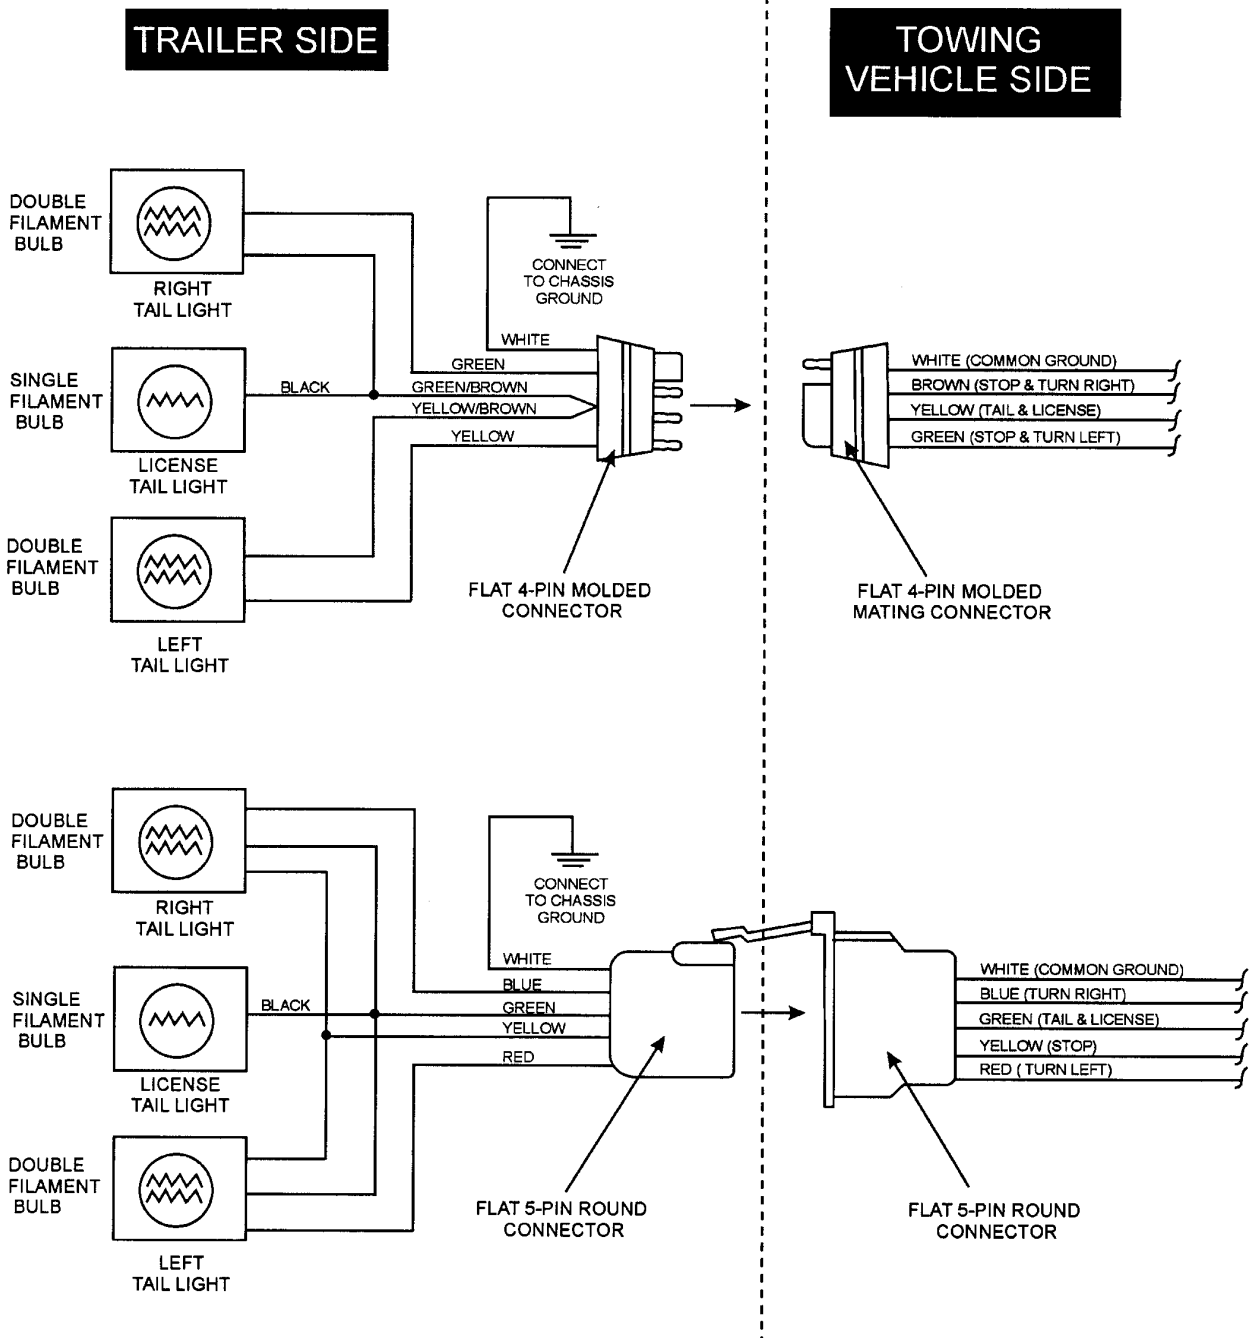 TRAILER SIDE
TOWING
VEHICLE SIDE
DOUBLE
FILAMENT
BULB
RIGHT
TAIL LIGHT
CONNECT
TO CHASSIS
GROUND
WHITE
GREEN
SINGLE
FILAMENT
BULB
BLACK
GREEN/BROWN
YELLOW/BROWN
YELLOW
LICENSE
TAIL LIGHT
WHITE (COMMON GROUND)
BROWN (STOP & TURN RIGHT)
YELLOW (TAIL & LICENSE)
GREEN (STOP & TURN LEFT)
DOUBLE
FILAMENT
BULB
LEFT
TAIL LIGHT
FLAT 4-PIN MOLDED
CONNECTOR
FLAT 4-PIN MOLDED
MATING CONNECTOR
DOUBLE
FILAMENT
BULB
RIGHT
TAIL LIGHT
CONNECT
TO CHASSIS
GROUND
WHITE
BLUE
SINGLE
FILAMENT
BULB
BLACK
GREEN
YELLOW
RED
LICENSE
TAIL LIGHT
WHITE (COMMON GROUND)
BLUE (TURN RIGHT)
GREEN (TAIL & LICENSE)
YELLOW (STOP)
RED ( TURN LEFT)
DOUBLE
FILAMENT
BULB
LEFT
TAIL LIGHT
FLAT 5-PIN ROUND
CONNECTOR
FLAT 5-PIN ROUND
CONNECTOR